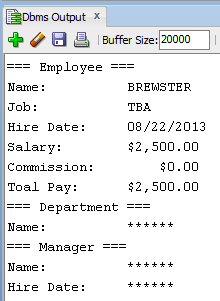 Dbms Output x
Buffer Size: 20000
=== Employee ===
Name: BREWSTER
Job: TBA
Hire Date: 08/22/2013
Salary: $2,500.00
Commission: $0.00
Toal Pay: $2,500.00
=== Department ===
Name: ******
=== Manager ===
Name: ******
Hire Date: ******